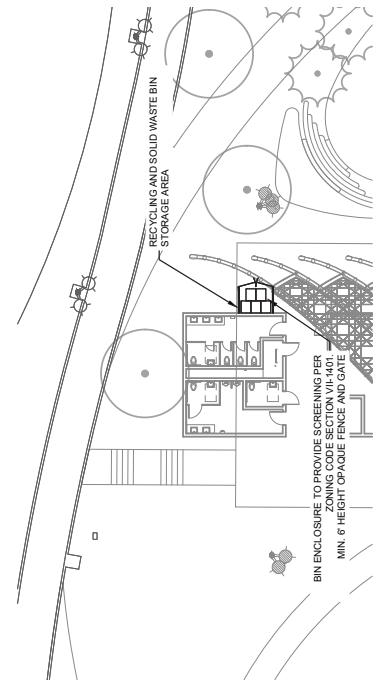 RECYCLING AND SOLID WASTE BIN
STORAGE AREA
BIN ENCLOSURE TO PROVIDE SCREENING PER
ZONING CODE SECTION VII-1401.
MIN. 6' HEIGHT OPAQUE FENCE AND GATE